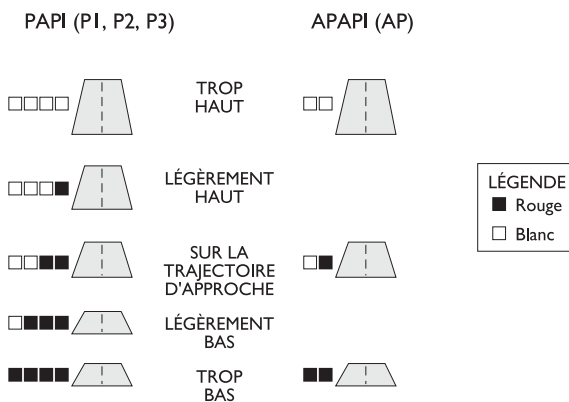 PAPI (P1, P2, P3)
APAPI (AP)
TROP
HAUT
LÉGÈREMENT
HAUT
SUR LA
TRAJECTOIRE
D'APPROCHE
LÉGÈREMENT
BAS
TROP
BAS
LÉGENDE
Rouge
Blanc